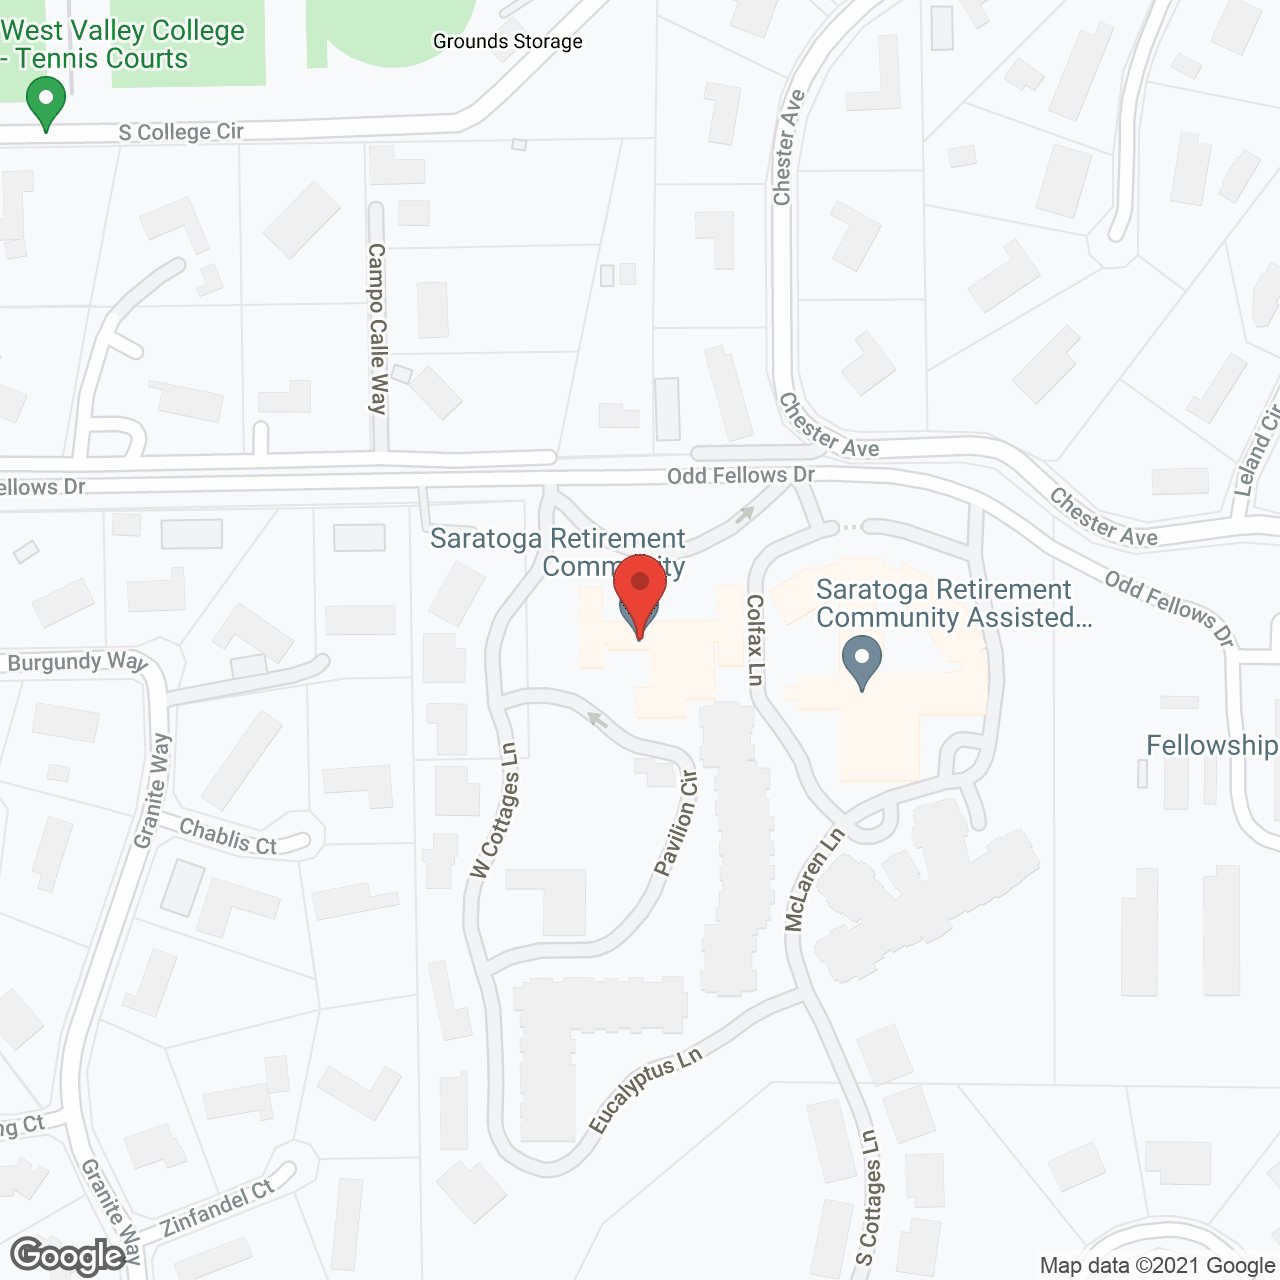 West Valley College
- Tennis Courts
Grounds Storage
S College Cir
Chester Ave
Campo Calle Way
Chester Ave
Leland Cir
ellows Dr
Odd Fellows Dr
Chester Ave
Saratoga Retirement
Community
Saratoga Retirement
Community Assisted...
Odd Fellows Dr
Colfax Ln
Burgundy Way
Granite Way
W Cottages Ln
Fellowship
Pavilion Cir
Chablis Ct
McLaren Ln
Eucalyptus Ln
ng Ct
Granite Way
Zinfandel Ct
S Cottages Ln
Google
Map data ©2021 Google